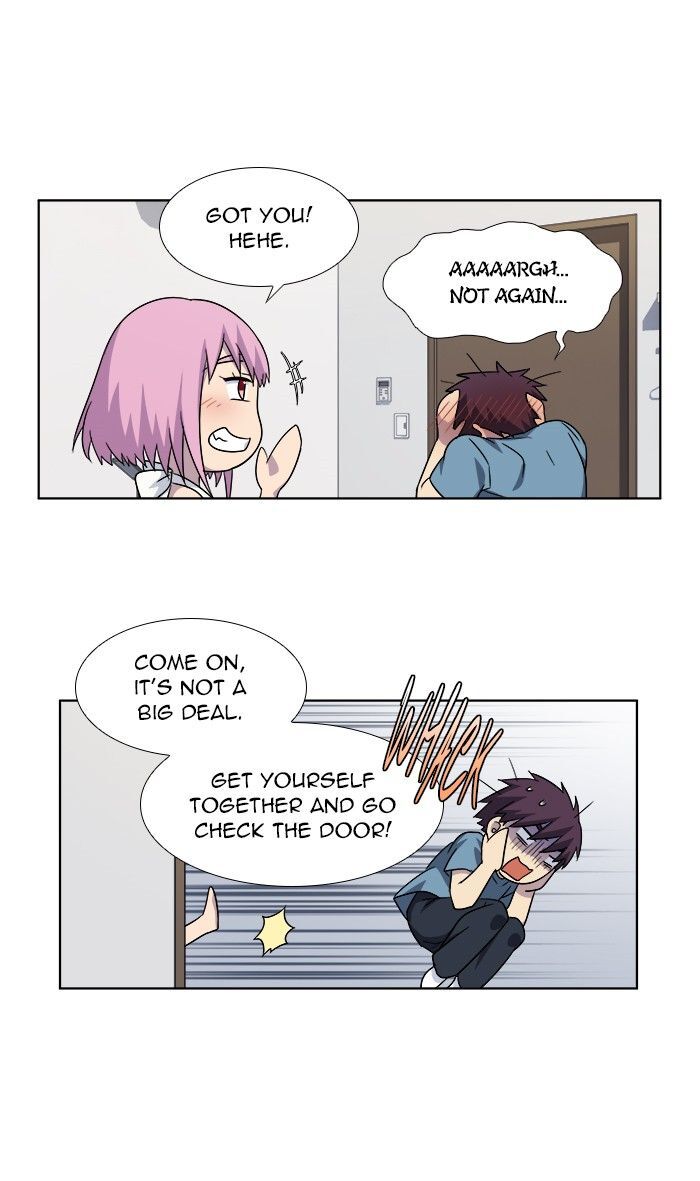 GOT YOU!
HEHE.
AAAAARGH...
NOT AGAIN...
COME ON,
IT'S NOT A
BIG DEAL.
WHACK
GET YOURSELF
TOGETHER AND GO
CHECK THE DOOR!